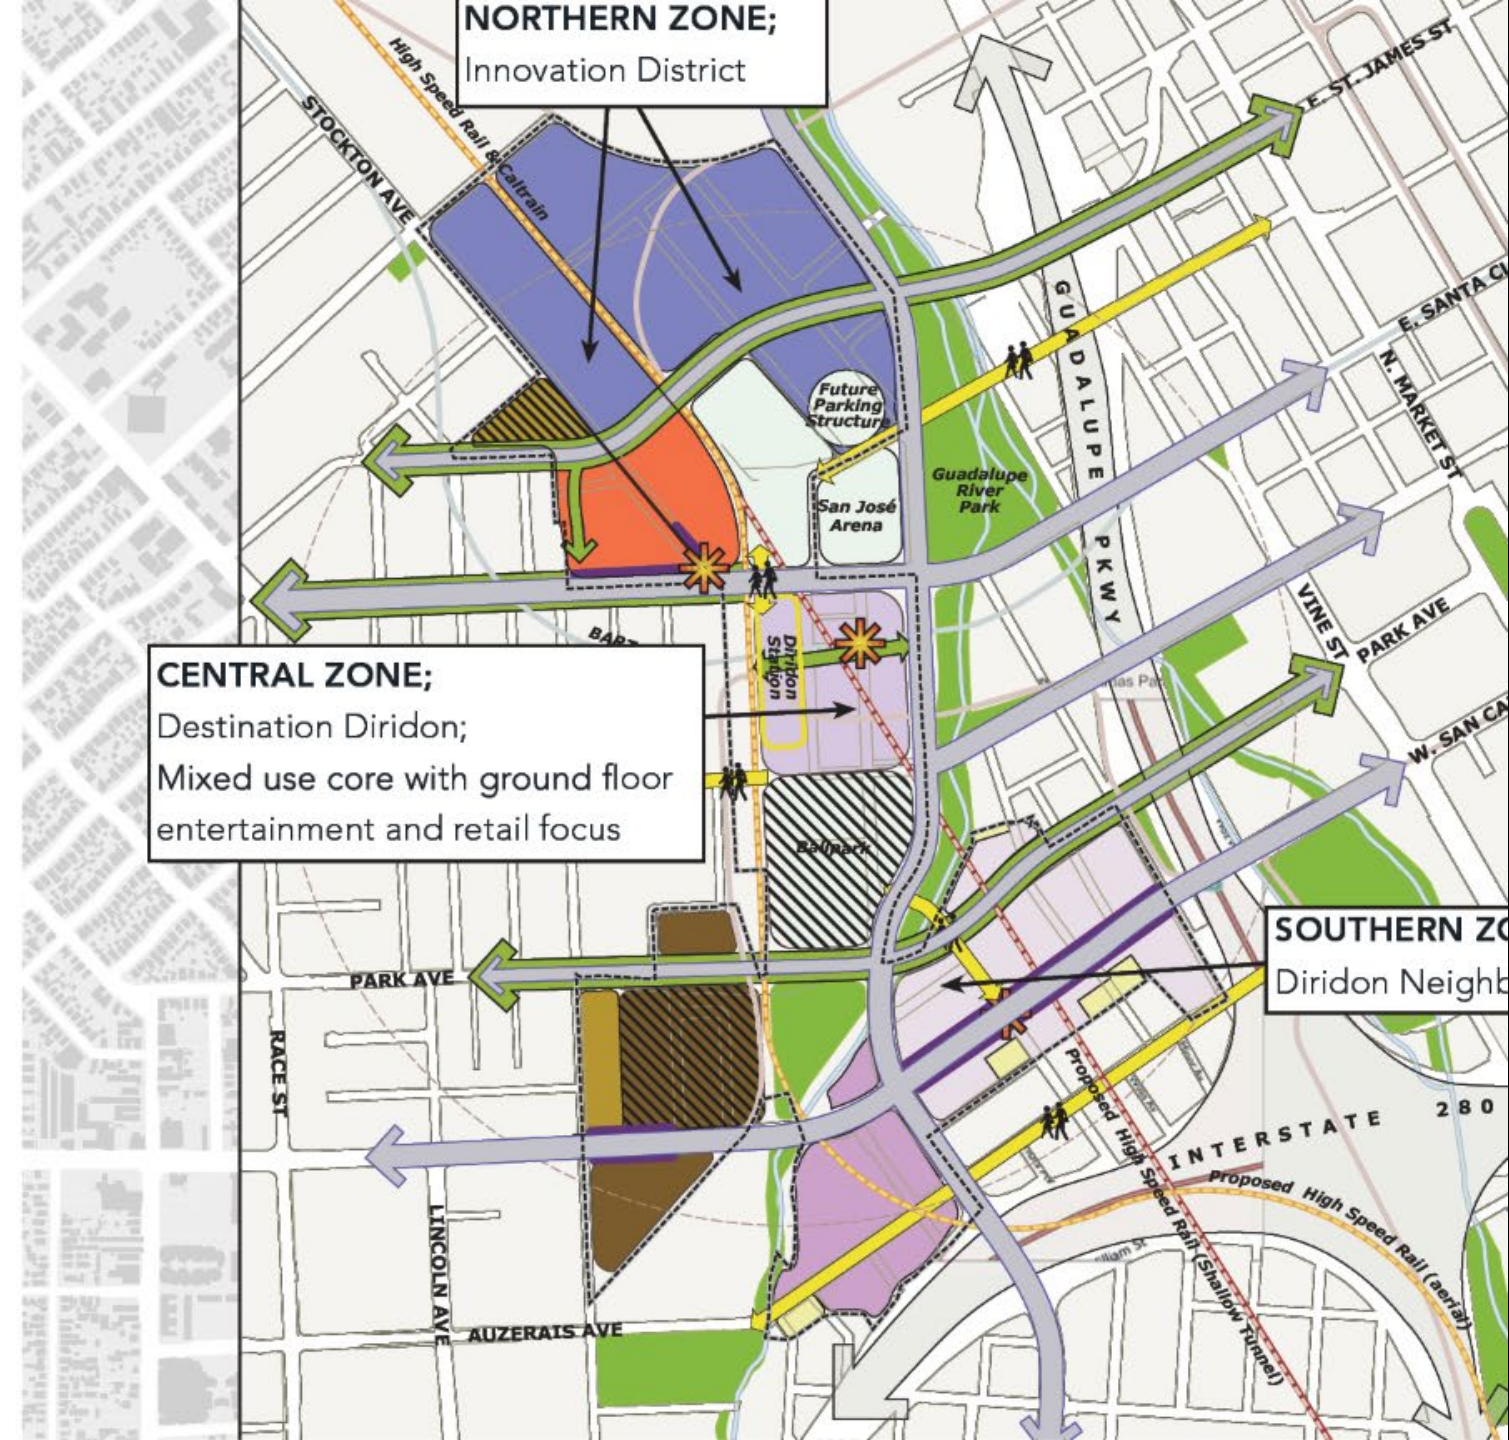 NORTHERN ZONE;
Innovation District
High Speed Rail & Caltrain
STOCKTON AVE
E. ST. JAMES ST
GUADALUPE PKWY
E. SANTA
N. MARKET ST
Future
Parking
Structure
San José
Arena
Guadalupe
River
Park
VINE ST
PARK AVE
Diridon
Station
CENTRAL ZONE;
Destination Diridon;
Mixed use core with ground floor
entertainment and retail focus
W. SAN
Ballpark
SOUTHERN
Diridon
PARK AVE
RACE ST
LINCOLN AVE
AUZERAIS AVE
INTERSTATE 280
Proposed High Speed Rail (Shallow Tunnel)
Proposed High Speed Rail (aerial)